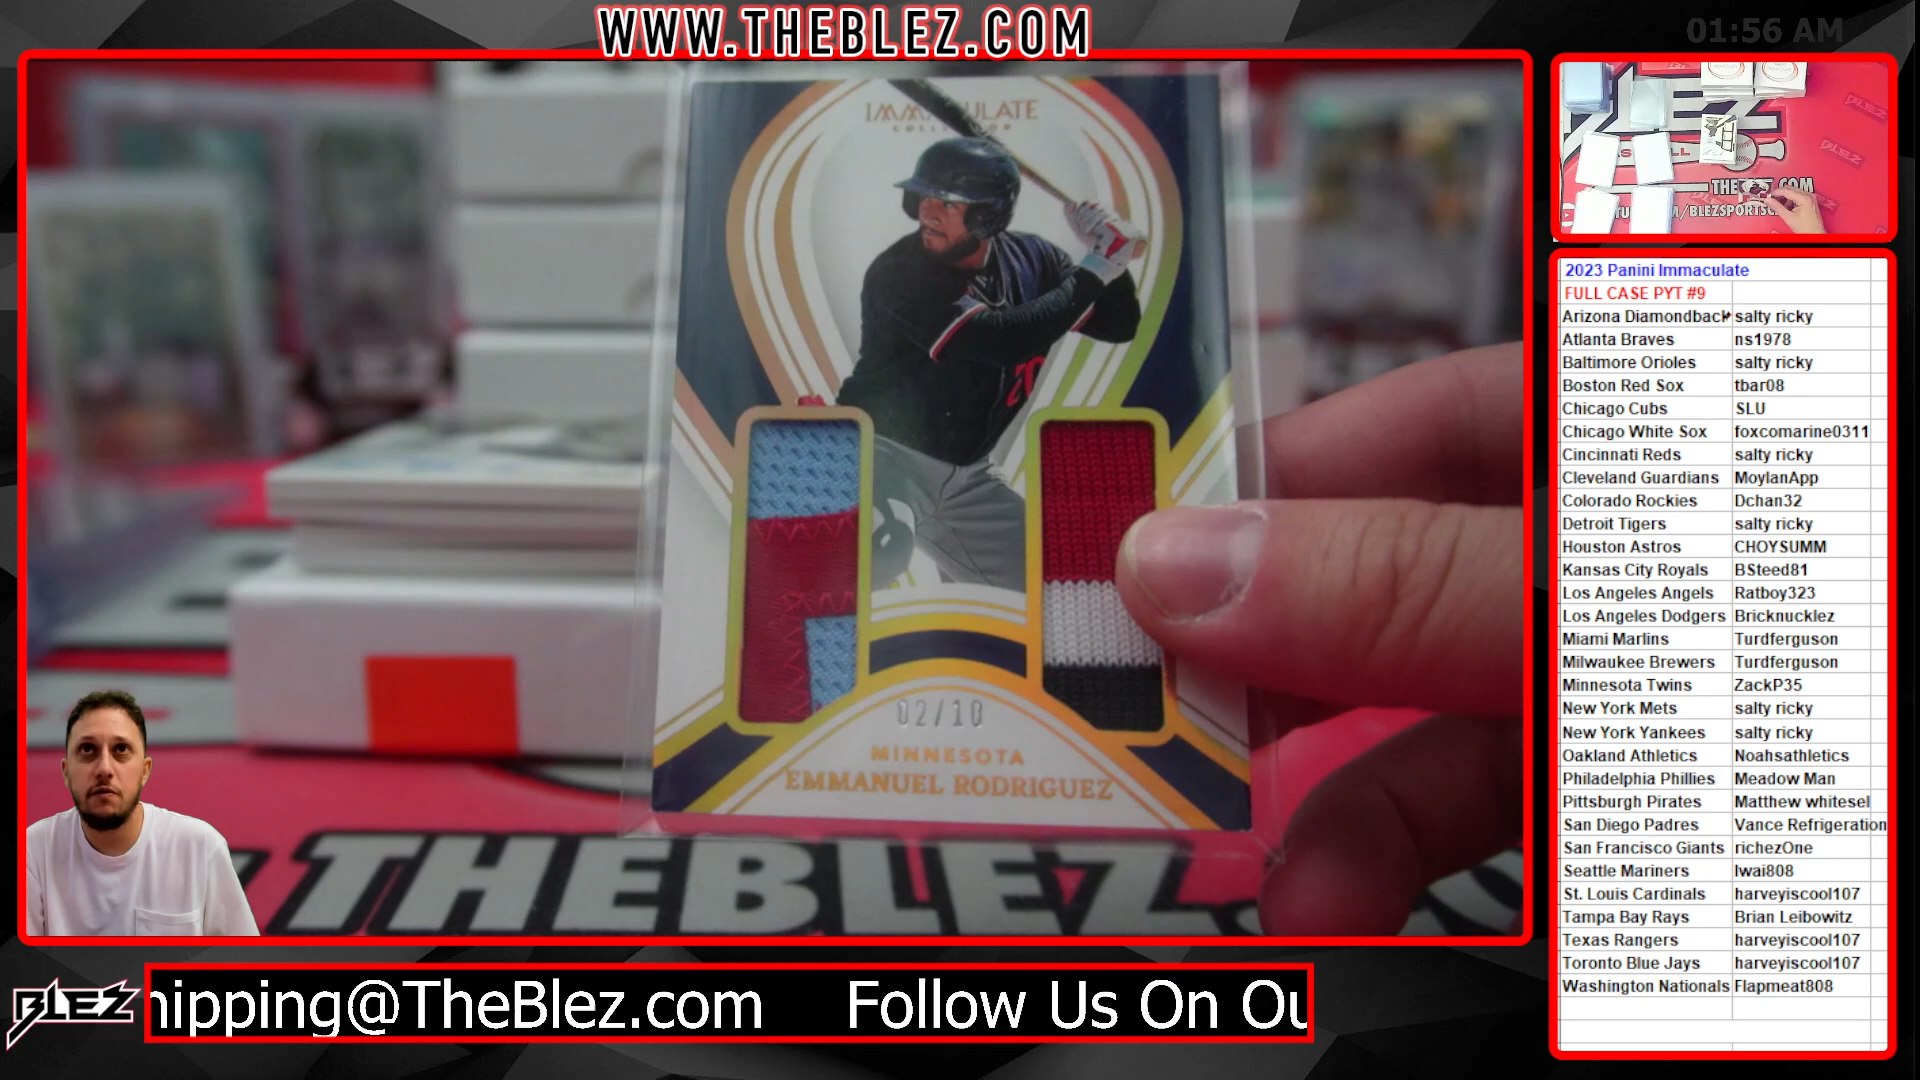 WWW.THEBLEZ.COM
01:56 AM
IMMACULATE
COLLECTION
20
02/10
MINNESOTA
EMMANUEL RODRIGUEZ
THEBLEZ.
THE COM
BLEZ
BLEZ
2023 Panini Immaculate
FULL CASE PYT #9
Arizona Diamondback salty ricky
Atlanta Braves ns1978
Baltimore Orioles salty ricky
Boston Red Sox tbar08
Chicago Cubs SLU
Chicago White Sox foxcomarine0311
Cincinnati Reds salty ricky
Cleveland Guardians MoylanApp
Colorado Rockies Dchan32
Detroit Tigers salty ricky
Houston Astros CHOYSUMM
Kansas City Royals BSteed81
Los Angeles Angels Ratboy323
Los Angeles Dodgers Bricknucklez
Miami Marlins Turdferguson
Milwaukee Brewers Turdferguson
Minnesota Twins ZackP35
New York Mets salty ricky
New York Yankees salty ricky
Oakland Athletics Noahsathletics
Philadelphia Phillies Meadow Man
Pittsburgh Pirates Matthew whitesel
San Diego Padres Vance Refrigeration
San Francisco Giants richezOne
Seattle Mariners lwai808
St. Louis Cardinals harveyiscool107
Tampa Bay Rays Brian Leibowitz
Texas Rangers harveyiscool107
Toronto Blue Jays harveyiscool107
Washington Nationals Flapmeat808
BLEZ
hipping@TheBlez.com Follow Us On Ou